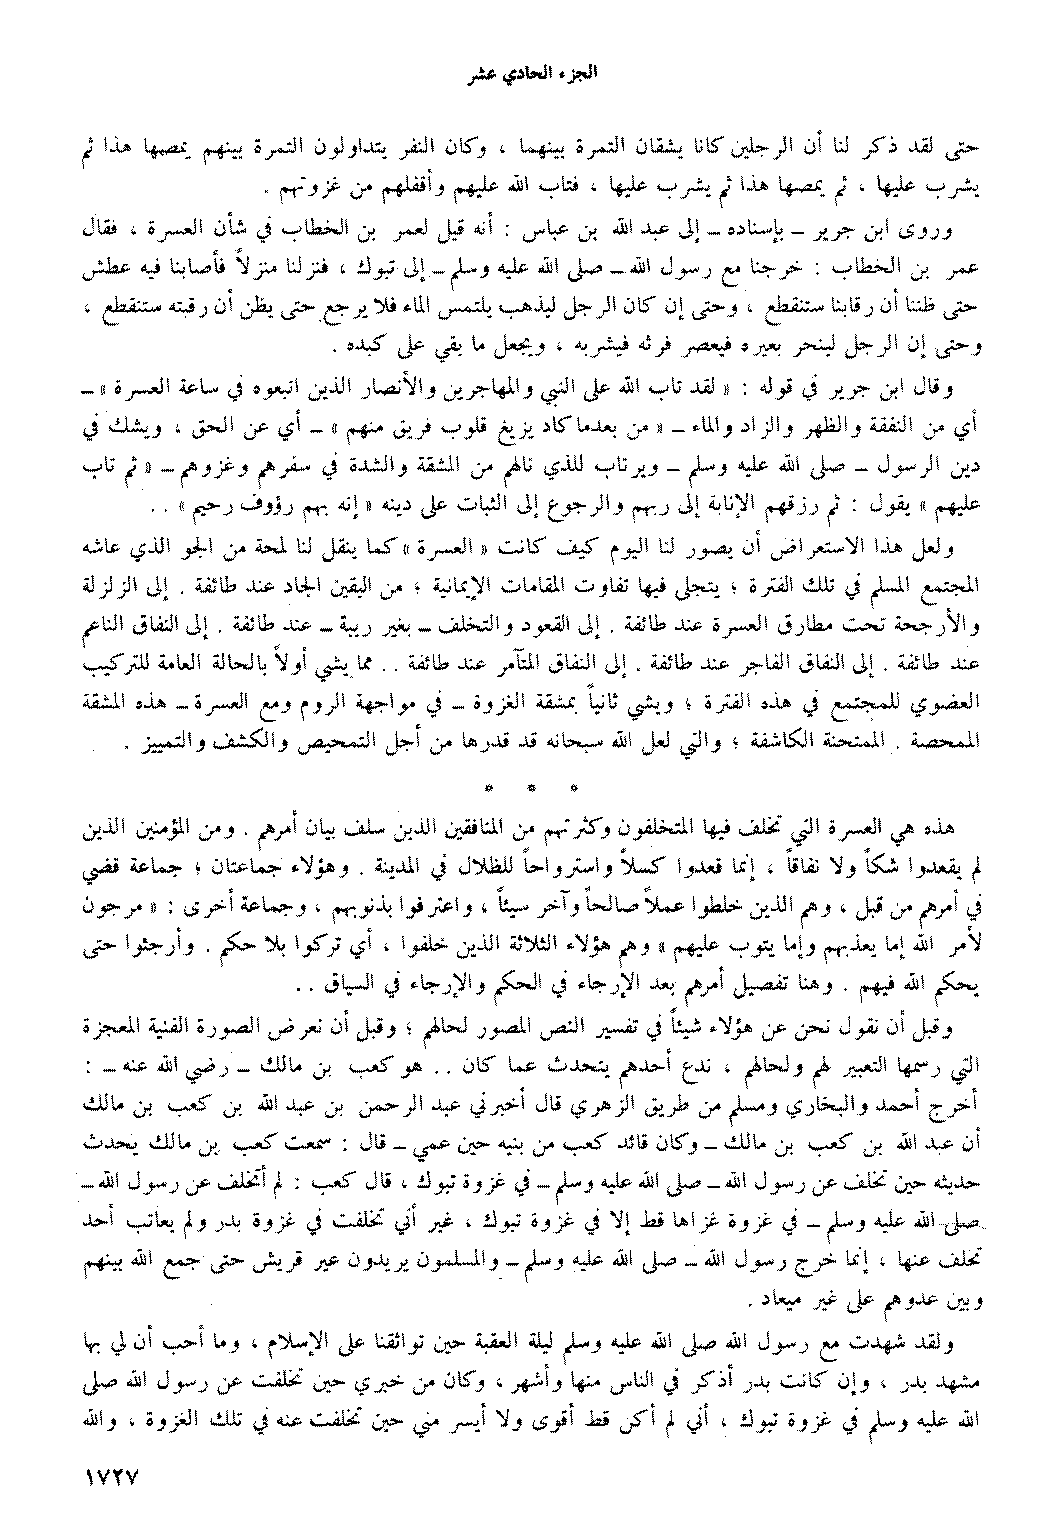 الجزء الحادي عشر
حتى لقد ذكر لنا أن الرجلين كانا يشقان التمرة بينهما ، وكان النفر يتداولون التمرة بينهم يمصها هذا ثم
يشرب عليها ، ثم يمصها هذا ثم يشرب عليها ، فتاب الله عليهم وأقفلهم من غزوتهم .
وروى ابن جرير – بإسناده – إلى عبد الله بن عباس : أنه قيل لعمر بن الخطاب في شأن العسرة ، فقال
عمر بن الخطاب : خرجنا مع رسول الله – صلى الله عليه وسلم – إلى تبوك ، فنزلنا منزلاً فأصابنا فيه عطش
حتى ظننا أن رقابنا ستنقطع ، وحتى إن كان الرجل ليذهب يلتمس الماء فلا يرجع حتى يظن أن رقبته ستنقطع ،
وحتى إن الرجل لينحر بعيره فيعصر فرثه فيشربه ، ويجعل ما بقي على كبده .
وقال ابن جرير في قوله : « لقد تاب الله على النبي والمهاجرين والأنصار الذين اتبعوه في ساعة العسرة » –
أي من النفقة والظهر والزاد والماء – « من بعدما كاد يزيغ قلوب فريق منهم » – أي عن الحق ، ويشك في
دين الرسول – صلى الله عليه وسلم – ويرتاب للذي نالهم من المشقة والشدة في سفرهم وغزوهم – « ثم تاب
عليهم » يقول : ثم رزقهم الإنابة إلى ربهم والرجوع إلى الثبات على دينه « إنه بهم رؤوف رحيم » . .
ولعل هذا الاستعراض أن يصور لنا اليوم كيف كانت « العسرة » كما ينقل لنا لمحة من الجو الذي عاشه
المجتمع المسلم في تلك الفترة ؛ يتجلى فيها تفاوت المقامات الإيمانية ؛ من اليقين الجاد عند طائفة . إلى الزلزلة
والأرجحة تحت مطارق العسرة عند طائفة . إلى القعود والتخلف – بغير ريبة – عند طائفة . إلى النفاق الناعم
عند طائفة . إلى النفاق الفاجر عند طائفة . إلى النفاق المتآمر عند طائفة . . مما يشي أولاً بالحالة العامة للتركيب
العضوي للمجتمع في هذه الفترة ؛ ويشي ثانياً بمشقة الغزوة – في مواجهة الروم ومع العسرة – هذه المشقة
الممحصة . الممتحنة الكاشفة ؛ والتي لعل الله سبحانه قد قدرها من أجل التمحيص والكشف والتمييز .
* * *
هذه هي العسرة التي تخلف فيها المتخلفون وكثرتهم من المنافقين الذين سلف بيان أمرهم . ومن المؤمنين الذين
لم يقعدوا شكاً ولا نفاقاً ، إنما قعدوا كسلاً واسترواحاً للظلال في المدينة . وهؤلاء جماعتان ؛ جماعة قضي
في أمرهم من قبل ، وهم الذين خلطوا عملاً صالحاً وآخر سيئاً ، واعترفوا بذنوبهم ، وجماعة أخرى : « مرجون
لأمر الله إما يعذبهم وإما يتوب عليهم » وهم هؤلاء الثلاثة الذين خلفوا ، أي تركوا بلا حكم . وأرجئوا حتى
يحكم الله فيهم . وهنا تفصيل أمرهم بعد الإرجاء في الحكم والإرجاء في السياق . .
وقبل أن نقول نحن عن هؤلاء شيئاً في تفسير النص المصور لحالهم ؛ وقبل أن نعرض الصورة الفنية المعجزة
التي رسمها التعبير لهم ولحالهم ، ندع أحدهم يتحدث عما كان . . هو كعب بن مالك – رضي الله عنه – :
أخرج أحمد والبخاري ومسلم من طريق الزهري قال أخبرني عبد الرحمن بن عبد الله بن كعب بن مالك
أن عبد الله بن كعب بن مالك – وكان قائد كعب من بنيه حين عمي – قال : سمعت كعب بن مالك يتحدث
حديثه حين تخلف عن رسول الله – صلى الله عليه وسلم – في غزوة تبوك ، قال كعب : لم أتخلف عن رسول الله –
صلى الله عليه وسلم – في غزوة غزاها قط إلا في غزوة تبوك ، غير أني تخلفت في غزوة بدر ولم يعاتب أحد
تخلف عنها ، إنما خرج رسول الله – صلى الله عليه وسلم – والمسلمون يريدون عير قريش حتى جمع الله بينهم
وبين عدوهم على غير ميعاد .
ولقد شهدت مع رسول الله صلى الله عليه وسلم ليلة العقبة حين تواثقنا على الإسلام ، وما أحب أن لي بها
مشهد بدر ، وإن كانت بدر أذكر في الناس منها وأشهر ، وكان من خبري حين تخلفت عن رسول الله صلى
الله عليه وسلم في غزوة تبوك ، أني لم أكن قط أقوى ولا أيسر مني حين تخلفت عنه في تلك الغزوة ، والله
١٧٢٧